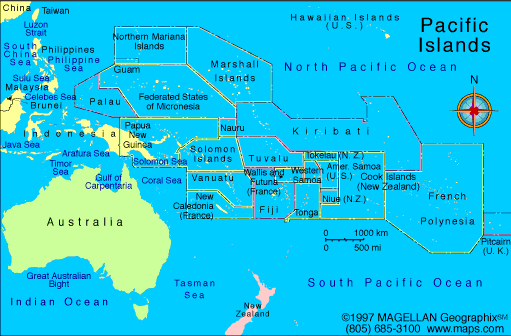 China
Taiwan
Luzon
Strait
South
China
Sea
Philippines
Philippine
Sea
Sulu Sea
Malaysia
Celebes Sea
Brunei
Indonesia
Java Sea
Arafura Sea
Timor
Sea
Gulf of
Carpentaria
Australia
Great Australian
Bight
Indian Ocean
Northern Mariana
Islands
Guam
Palau
Federated States
of Micronesia
Marshall
Islands
Hawaiian Islands
(U.S.)
Pacific
Islands
North Pacific Ocean
N
Papua
New
Guinea
Solomon Sea
Coral Sea
Nauru
Kiribati
Solomon
Islands
Tuvalu
Tokelau (N.Z.)
Vanuatu
Wallis and
Futuna
(France)
Western
Samoa
Amer. Samoa
(U.S.)
Cook Islands
(New Zealand)
French
Polynesia
New
Caledonia
(France)
Fiji
Tonga
Niue (N.Z.)
Pitcairn
(U.K.)
0 1000 km
0 500 mi
Tasman
Sea
South Pacific Ocean
New
Zealand
©1997 MAGELLAN Geographix℠
(805) 685-3100 www.maps.com